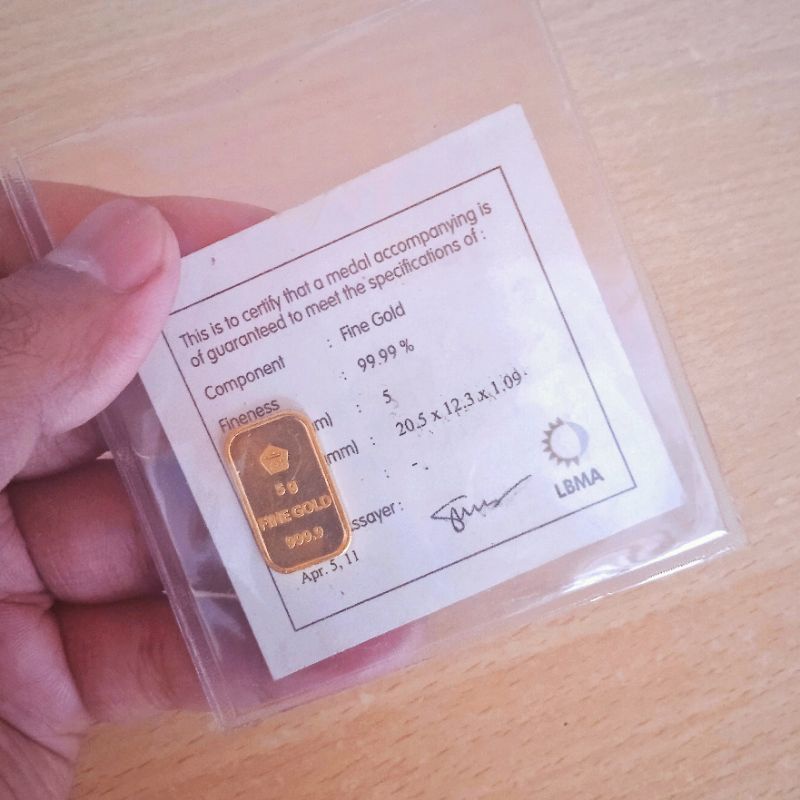 This is to certify that a medal accompanying is
of guaranteed to meet the specifications of :
Component : Fine Gold
Fineness : 99.99 %
m) : 5
mm) : 20.5 x 12.3 x 1.09
: -.
ssayer :
Apr. 5, 11
LBMA
5 g
FINE GOLD
999.9